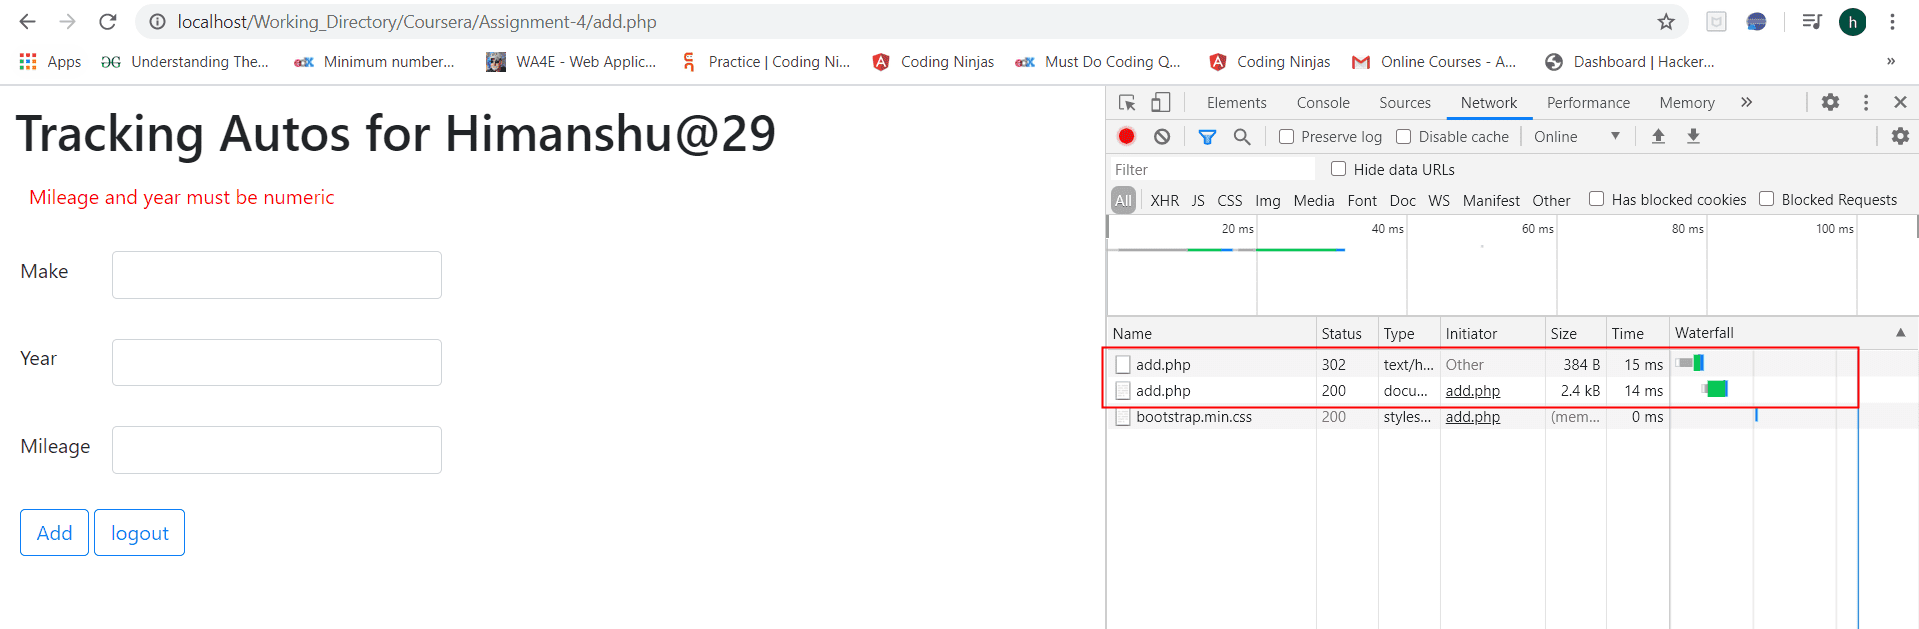 localhost/Working_Directory/Coursera/Assignment-4/add.php
h
Apps Understanding The... Minimum number... WA4E - Web Applic... Practice | Coding Ni... Coding Ninjas Must Do Coding Q... Coding Ninjas Online Courses - A... Dashboard | Hacker... »
Tracking Autos for Himanshu@29
Mileage and year must be numeric
Make
Year
Mileage
Add logout
Elements Console Sources Network Performance Memory »
Preserve log Disable cache Online
Filter Hide data URLs
All XHR JS CSS Img Media Font Doc WS Manifest Other Has blocked cookies Blocked Requests
20 ms 40 ms 60 ms 80 ms 100 ms
Name Status Type Initiator Size Time Waterfall
add.php 302 text/h... Other 384 B 15 ms
add.php 200 docu... add.php 2.4 kB 14 ms
bootstrap.min.css 200 styles... add.php (mem... 0 ms